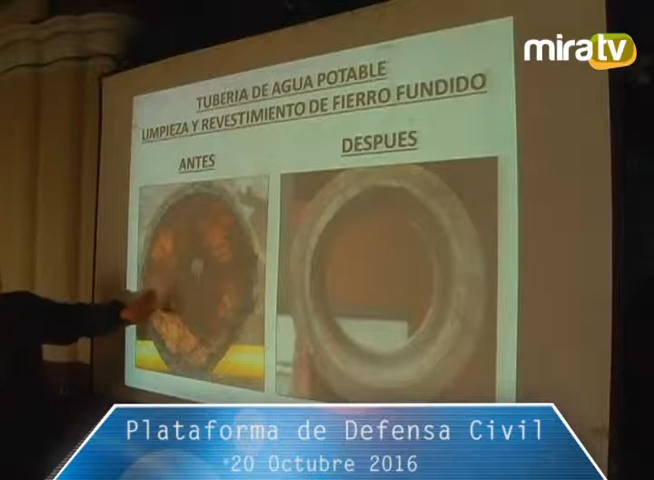 miratv
TUBERIA DE AGUA POTABLE
LIMPIEZA Y REVESTIMIENTO DE FIERRO FUNDIDO
ANTES
DESPUES
Plataforma de Defensa Civil
20 Octubre 2016